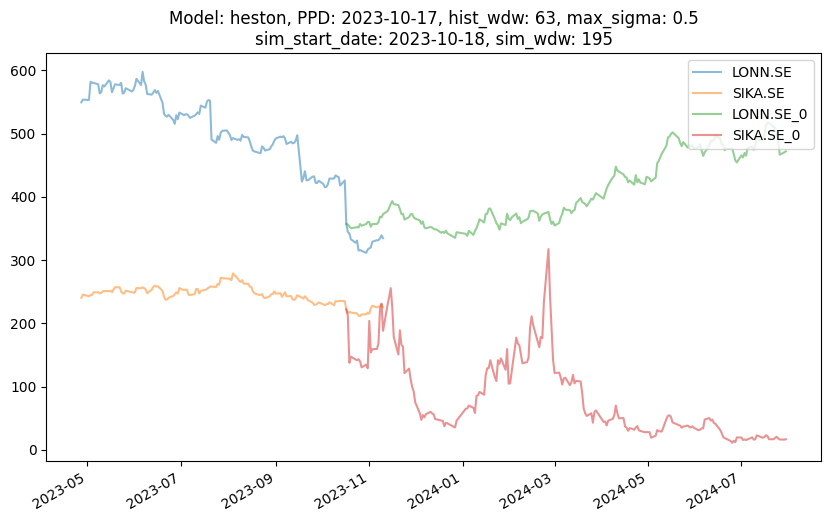 Model: heston, PPD: 2023-10-17, hist_wdw: 63, max_sigma: 0.5
sim_start_date: 2023-10-18, sim_wdw: 195
LONN.SE
SIKA.SE
LONN.SE_0
SIKA.SE_0
600
500
400
300
200
100
0
2023-05
2023-07
2023-09
2023-11
2024-01
2024-03
2024-05
2024-07